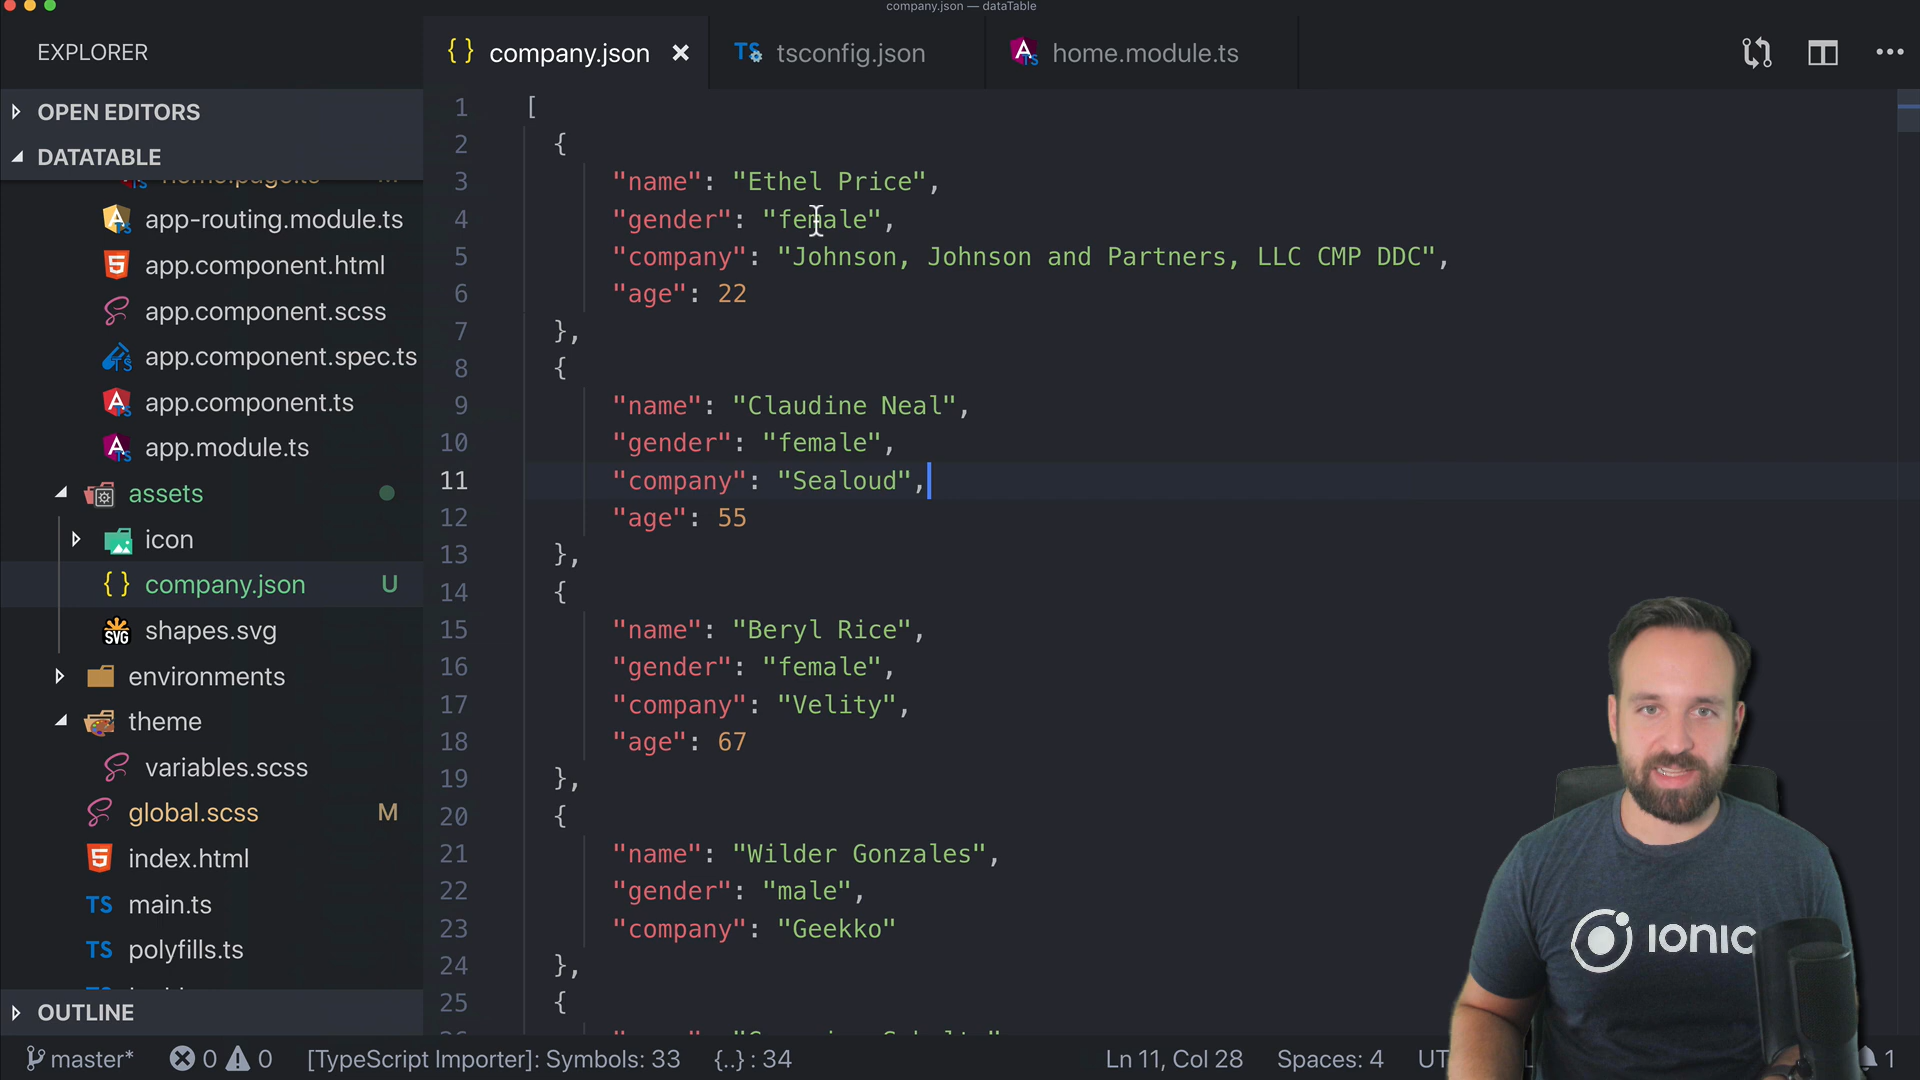 company.json — dataTable
EXPLORER
company.json
tsconfig.json
home.module.ts
OPEN EDITORS
DATATABLE
home.page.ts
app-routing.module.ts
app.component.html
app.component.scss
app.component.spec.ts
app.component.ts
app.module.ts
assets
icon
company.json U
SVG shapes.svg
environments
theme
variables.scss
global.scss M
index.html
TS main.ts
TS polyfills.ts
OUTLINE
1 [
2 {
3 "name": "Ethel Price",
4 "gender": "female",
5 "company": "Johnson, Johnson and Partners, LLC CMP DDC",
6 "age": 22
7 },
8 {
9 "name": "Claudine Neal",
10 "gender": "female",
11 "company": "Sealoud",
12 "age": 55
13 },
14 {
15 "name": "Beryl Rice",
16 "gender": "female",
17 "company": "Velity",
18 "age": 67
19 },
20 {
21 "name": "Wilder Gonzales",
22 "gender": "male",
23 "company": "Geekko"
24 },
25 {
ionic
master* 0 0 [TypeScript Importer]: Symbols: 33 {..} : 34 Ln 11, Col 28 Spaces: 4 1